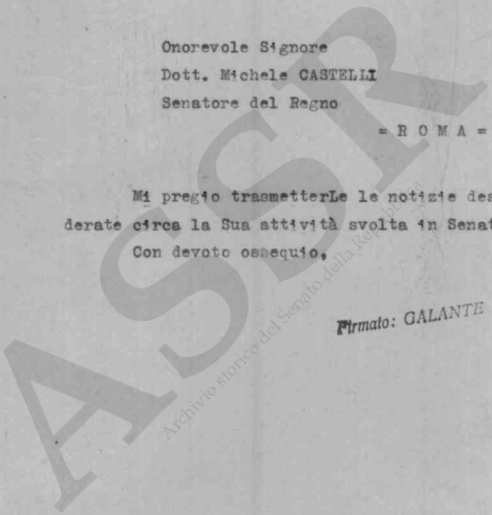 Onorevole Signore
Dott. Michele CASTELLI
Senatore del Regno
= R O M A =
Mi pregio trasmetterLe le notizie des
derate circa la Sua attività svolta in Senat
Con devoto ossequio,
Firmato: GALANTE
ASSR
Archivio storico del Senato della Repubblica